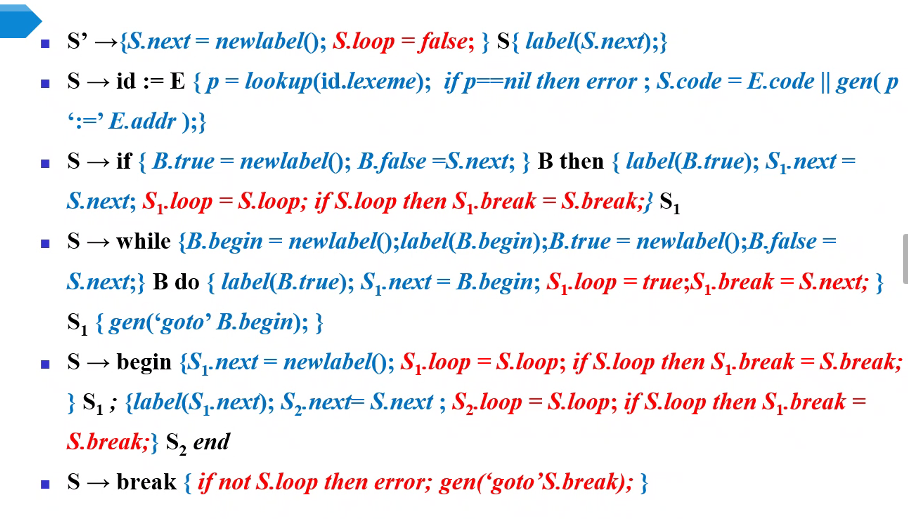 S' →{S.next = newlabel(); S.loop = false; } S{ label(S.next);}
S → id := E { p = lookup(id.lexeme); if p==nil then error ; S.code = E.code || gen( p
‘:=’ E.addr );}
S → if { B.true = newlabel(); B.false =S.next; } B then { label(B.true); S₁.next =
S.next; S₁.loop = S.loop; if S.loop then S₁.break = S.break;} S₁
S → while {B.begin = newlabel();label(B.begin);B.true = newlabel();B.false =
S.next;} B do { label(B.true); S₁.next = B.begin; S₁.loop = true;S₁.break = S.next; }
S₁ { gen(‘goto’ B.begin); }
S → begin {S₁.next = newlabel(); S₁.loop = S.loop; if S.loop then S₁.break = S.break;
} S₁ ; {label(S₁.next); S₂.next= S.next ; S₂.loop = S.loop; if S.loop then S₁.break =
S.break;} S₂ end
S → break { if not S.loop then error; gen(‘goto’S.break); }